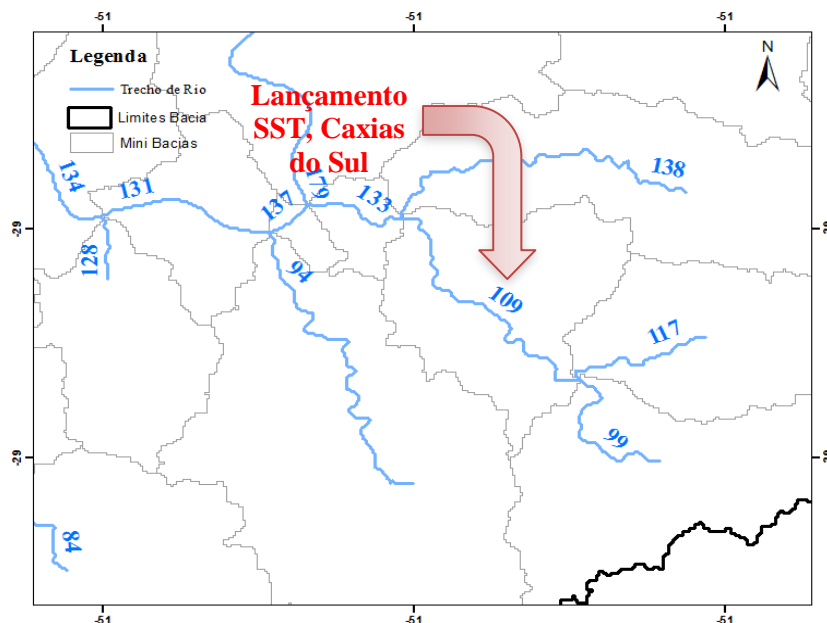 -51 -51 -51
Legenda
Trecho de Rio
Limites Bacia
Mini Bacias
N
Lançamento
SST, Caxias
do Sul
134
131
137
179
133
138
-29
-29
128
94
109
117
99
-29
-29
84
-51 -51 -51